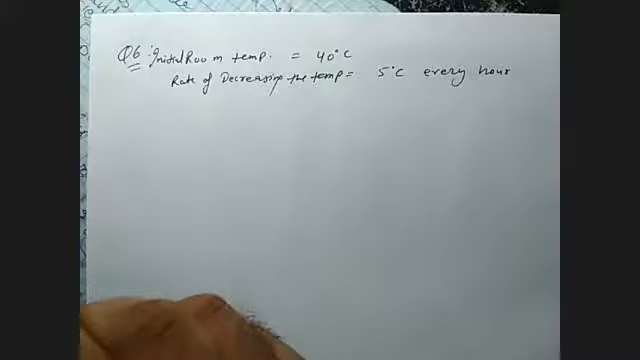 Q6 : Initial Room temp. = 40°C
Rate of Decreasing the temp = 5°C every hour